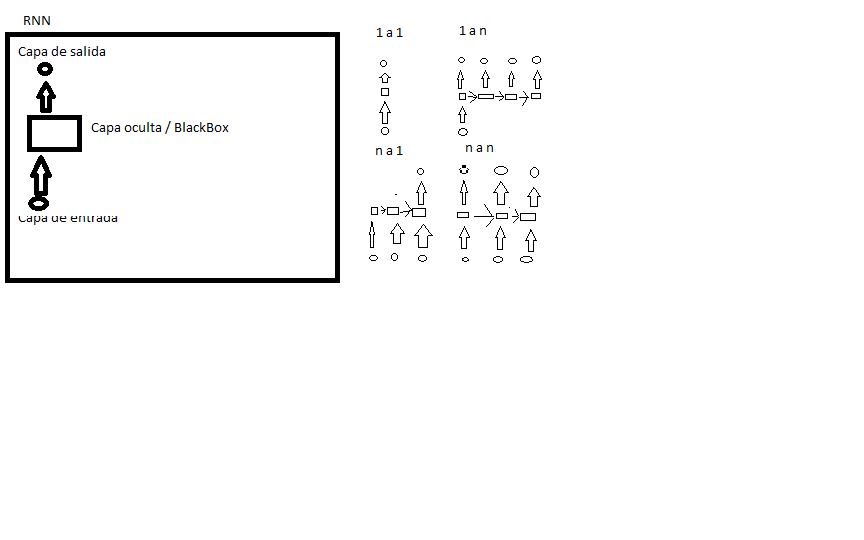 RNN
Capa de salida
Capa oculta / BlackBox
Capa de entrada
1 a 1
1 a n
n a 1
n a n